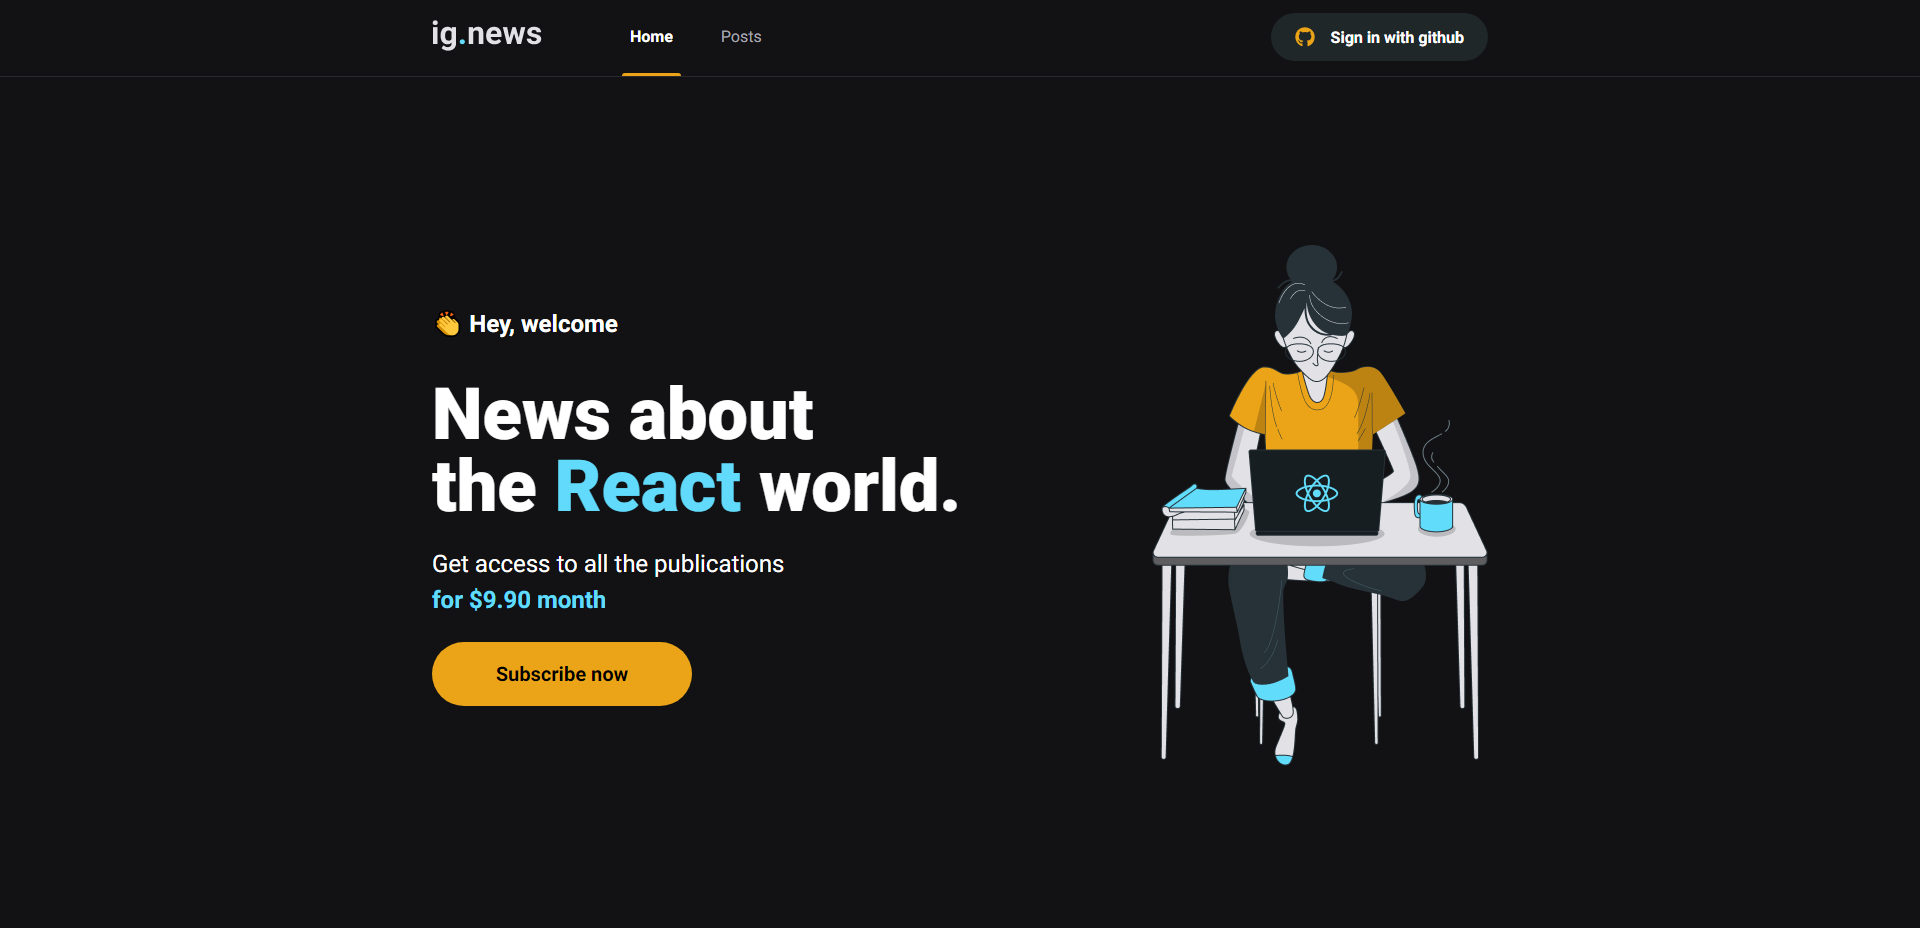 ig.news
Home
Posts
Sign in with github
👏 Hey, welcome
News about
the React world.
Get access to all the publications
for $9.90 month
Subscribe now